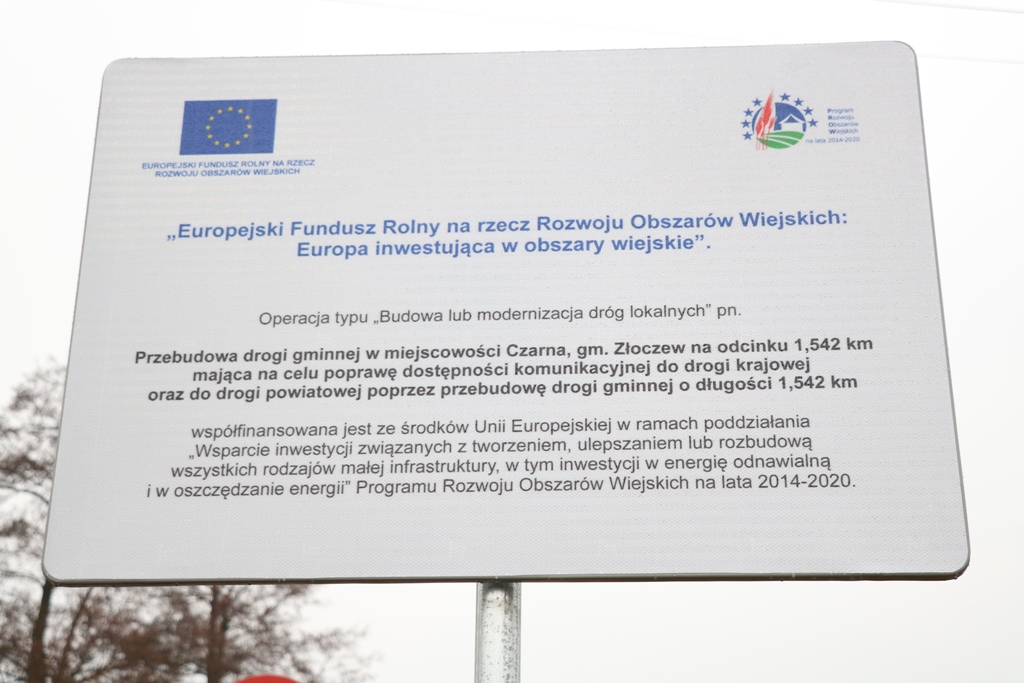 EUROPEJSKI FUNDUSZ ROLNY NA RZECZ
ROZWOJU OBSZARÓW WIEJSKICH
Program
Rozwoju
Obszarów
Wiejskich
na lata 2014-2020
„Europejski Fundusz Rolny na rzecz Rozwoju Obszarów Wiejskich:
Europa inwestująca w obszary wiejskie”.
Operacja typu „Budowa lub modernizacja dróg lokalnych” pn.
Przebudowa drogi gminnej w miejscowości Czarna, gm. Złoczew na odcinku 1,542 km
mająca na celu poprawę dostępności komunikacyjnej do drogi krajowej
oraz do drogi powiatowej poprzez przebudowę drogi gminnej o długości 1,542 km
współfinansowana jest ze środków Unii Europejskiej w ramach poddziałania
„Wsparcie inwestycji związanych z tworzeniem, ulepszaniem lub rozbudową
wszystkich rodzajów małej infrastruktury, w tym inwestycji w energię odnawialną
i w oszczędzanie energii” Programu Rozwoju Obszarów Wiejskich na lata 2014-2020.